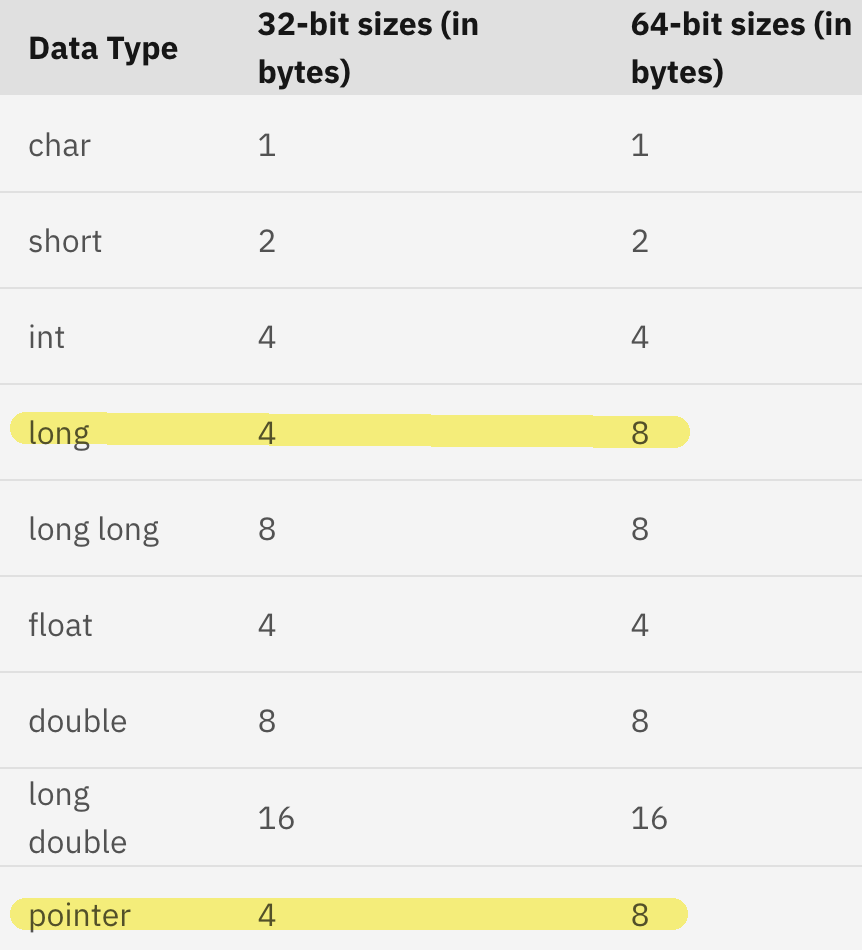 Data Type 32-bit sizes (in bytes) 64-bit sizes (in bytes)
char 1 1
short 2 2
int 4 4
long 4 8
long long 8 8
float 4 4
double 8 8
long double 16 16
pointer 4 8